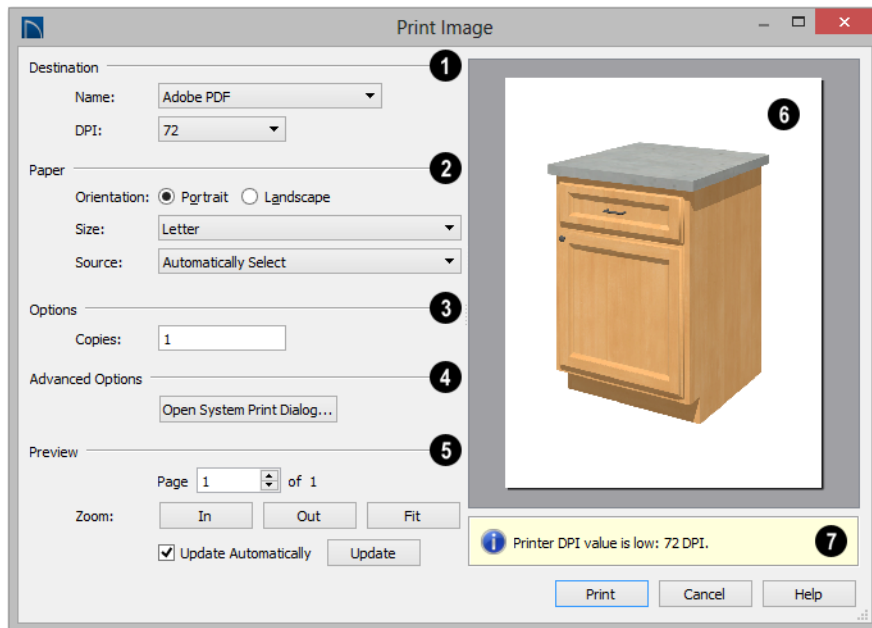 Print Image
Destination 1
Name: Adobe PDF
DPI: 72
Paper 2
Orientation: Portrait Landscape
Size: Letter
Source: Automatically Select
Options 3
Copies: 1
Advanced Options 4
Open System Print Dialog...
Preview 5
Page 1 of 1
Zoom: In Out Fit
Update Automatically Update
6
Printer DPI value is low: 72 DPI. 7
Print Cancel Help